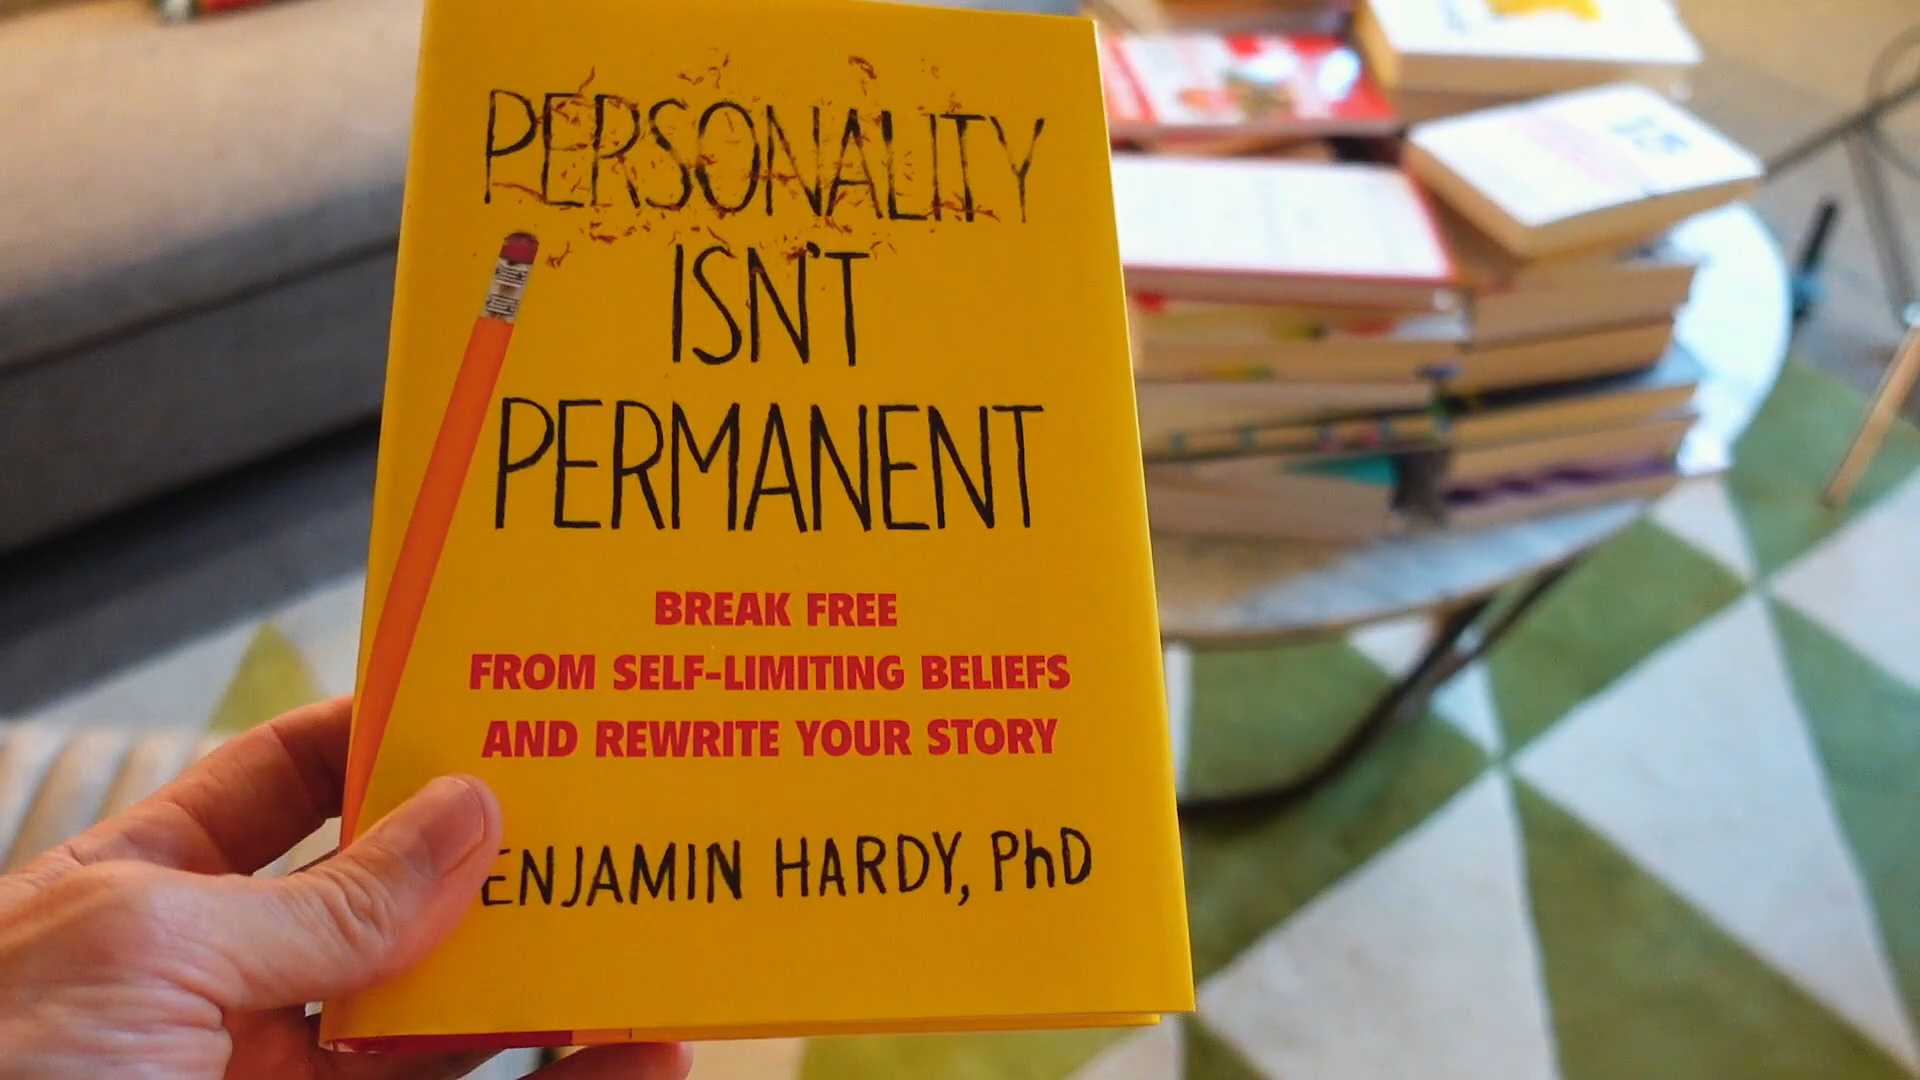 PERSONALITY
ISN'T
PERMANENT
BREAK FREE
FROM SELF-LIMITING BELIEFS
AND REWRITE YOUR STORY
ENJAMIN HARDY, PhD